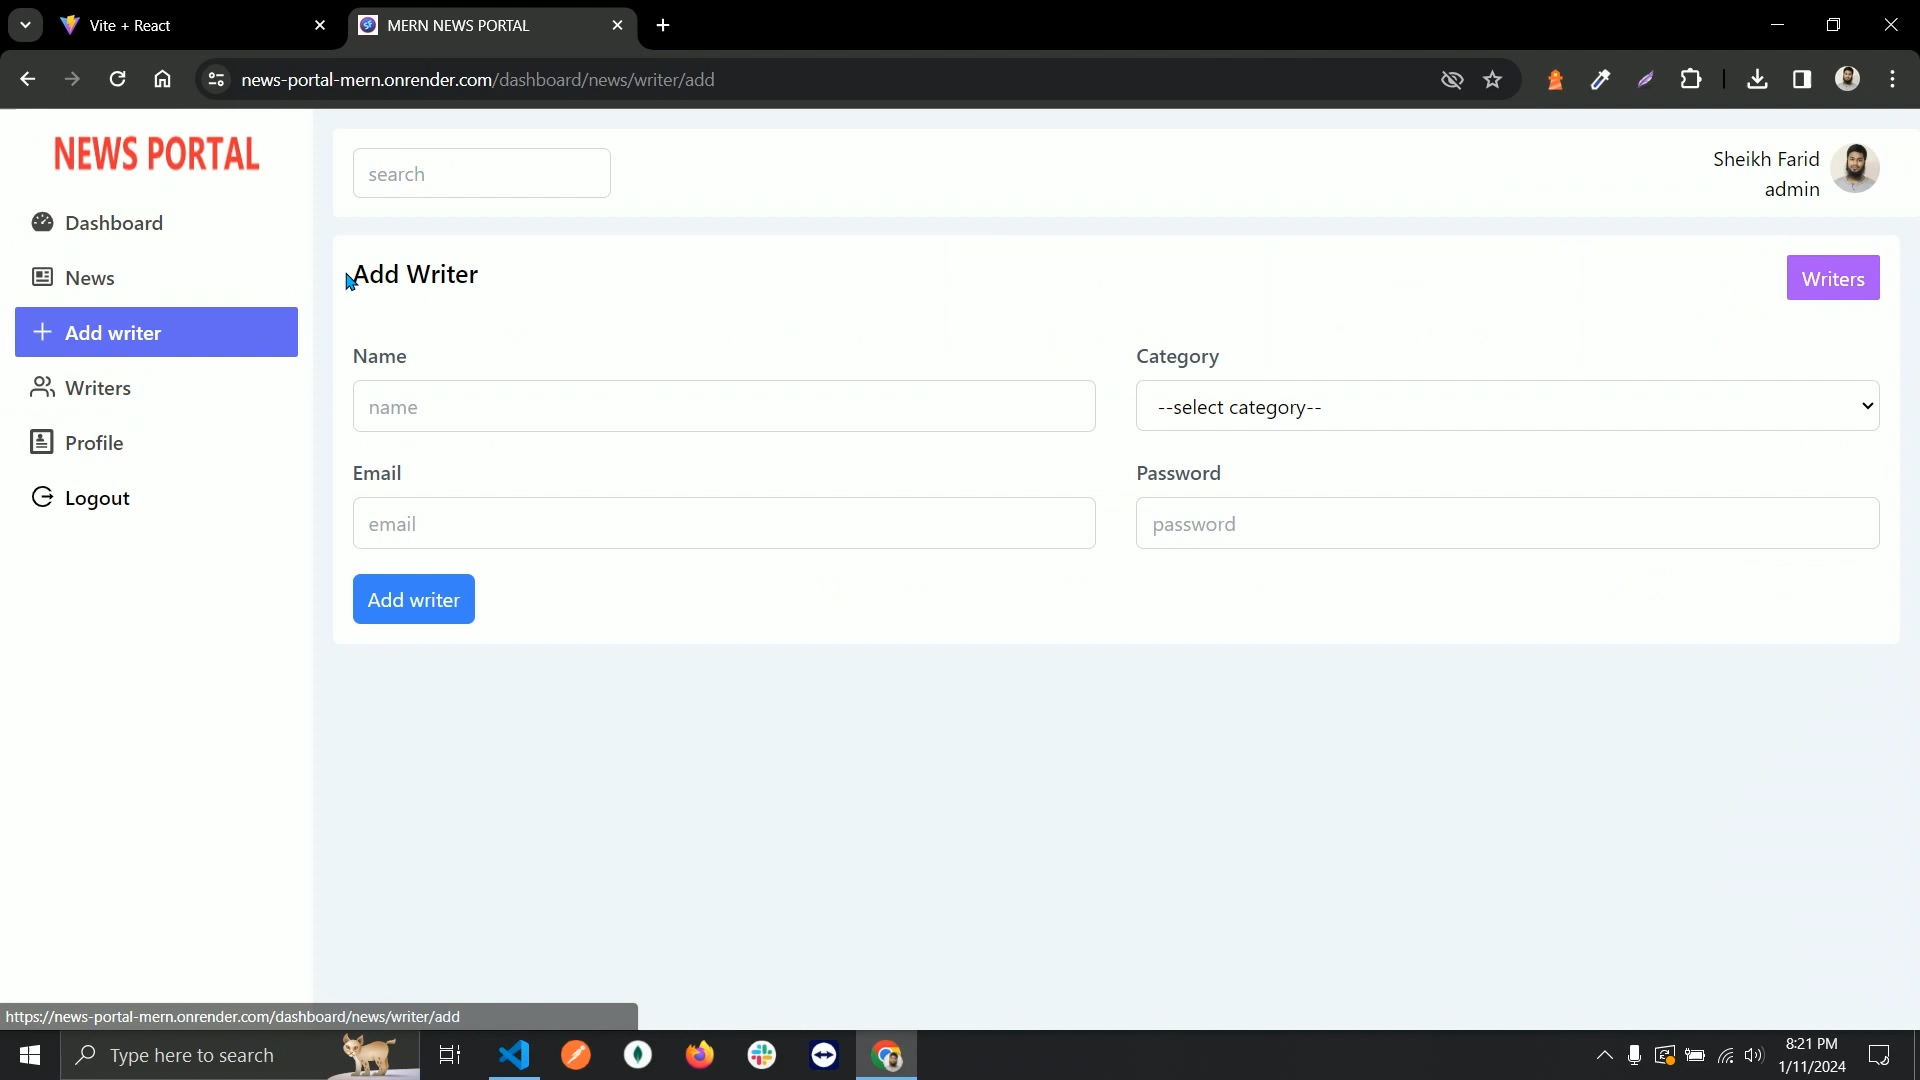 Vite + React
MERN NEWS PORTAL
news-portal-mern.onrender.com/dashboard/news/writer/add
NEWS PORTAL
Dashboard
News
Add writer
Writers
Profile
Logout
search
Sheikh Farid
admin
Add Writer
Writers
Name
name
Category
--select category--
Email
email
Password
password
Add writer
https://news-portal-mern.onrender.com/dashboard/news/writer/add
Type here to search
8:21 PM
1/11/2024